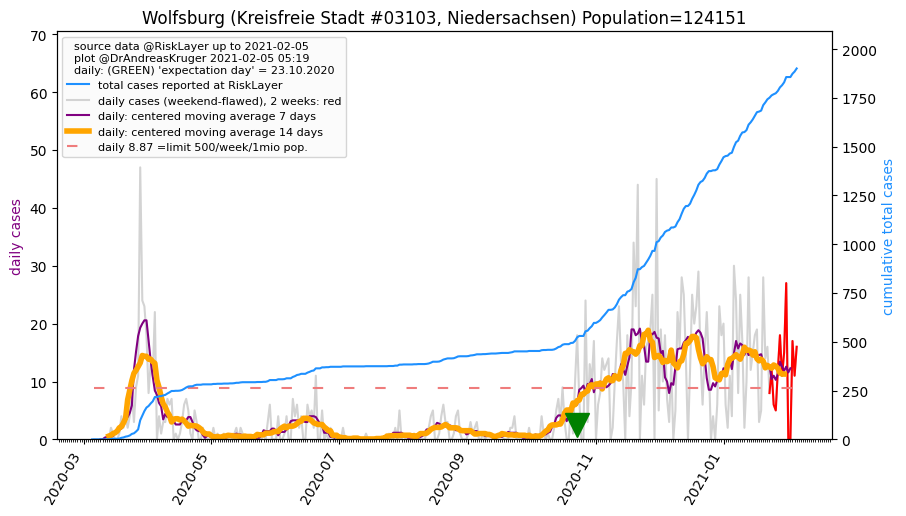 Wolfsburg (Kreisfreie Stadt #03103, Niedersachsen) Population=124151
source data @RiskLayer up to 2021-02-05
plot @DrAndreasKruger 2021-02-05 05:19
daily: (GREEN) 'expectation day' = 23.10.2020
total cases reported at RiskLayer
daily cases (weekend-flawed), 2 weeks: red
daily: centered moving average 7 days
daily: centered moving average 14 days
daily 8.87 =limit 500/week/1mio pop.
daily cases
70
60
50
40
30
20
10
0
cumulative total cases
2000
1750
1500
1250
1000
750
500
250
0
2020-03
2020-05
2020-07
2020-09
2020-11
2021-01